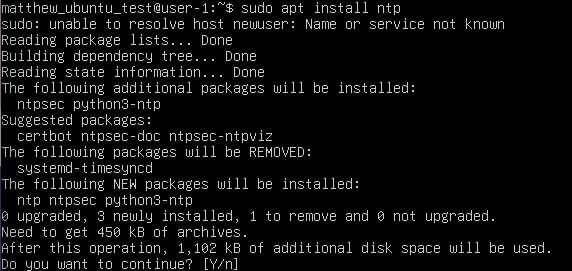 matthew_ubuntu_test@user-1:~$ sudo apt install ntp
sudo: unable to resolve host newuser: Name or service not known
Reading package lists... Done
Building dependency tree... Done
Reading state information... Done
The following additional packages will be installed:
  ntpsec python3-ntp
Suggested packages:
  certbot ntpsec-doc ntpsec-ntpviz
The following packages will be REMOVED:
  systemd-timesyncd
The following NEW packages will be installed:
  ntp ntpsec python3-ntp
0 upgraded, 3 newly installed, 1 to remove and 0 not upgraded.
Need to get 450 kB of archives.
After this operation, 1,102 kB of additional disk space will be used.
Do you want to continue? [Y/n]